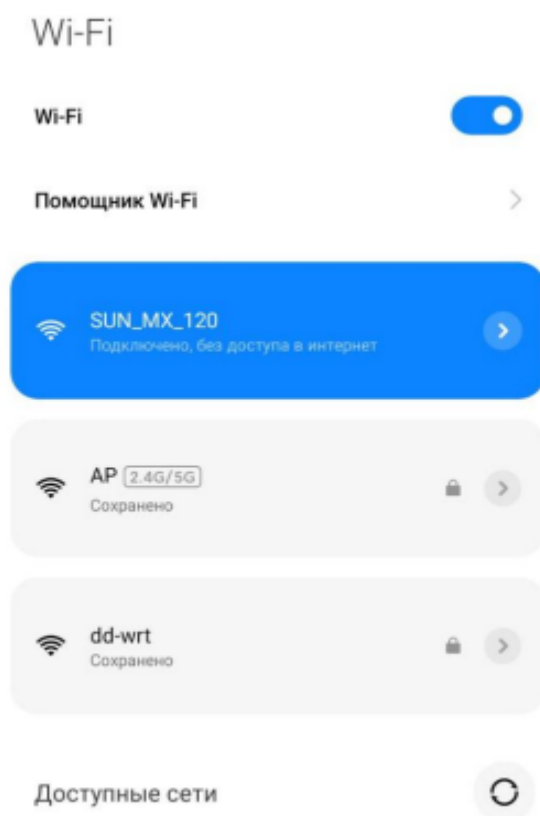 Wi-Fi
Wi-Fi
Помощник Wi-Fi
SUN_MX_120
Подключено, без доступа в интернет
AP 2.4G/5G
Сохранено
dd-wrt
Сохранено
Доступные сети